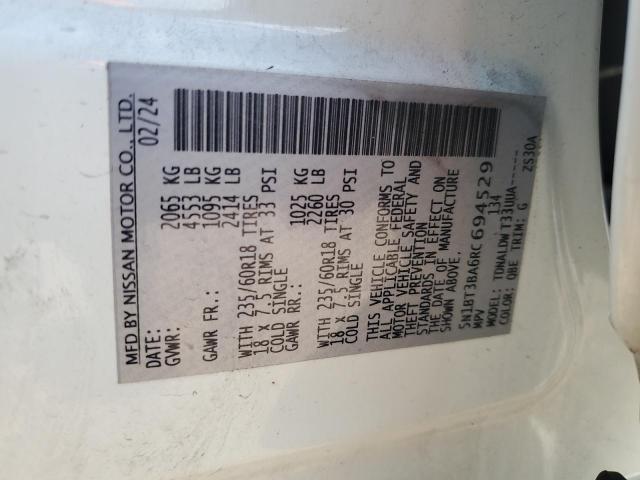 MFD BY NISSAN MOTOR CO., LTD.
DATE: 02/24
GVWR: 2065 KG
4553 LB
GAWR FR.: 1095 KG
2414 LB
WITH 235/60R18 TIRES
18 X 7.5 RIMS AT 33 PSI
COLD SINGLE
GAWR RR.: 1025 KG
2260 LB
WITH 235/60R18 TIRES
18 X 7.5 RIMS AT 30 PSI
COLD SINGLE
THIS VEHICLE CONFORMS TO
ALL APPLICABLE FEDERAL
MOTOR VEHICLE SAFETY AND
THEFT PREVENTION
STANDARDS IN EFFECT ON
THE DATE OF MANUFACTURE
SHOWN ABOVE.
5N1BT3BA6RC694529
MPV 134
MODEL: TDNALDW T33UUA-----
COLOR: QBE TRIM: G ZS30A